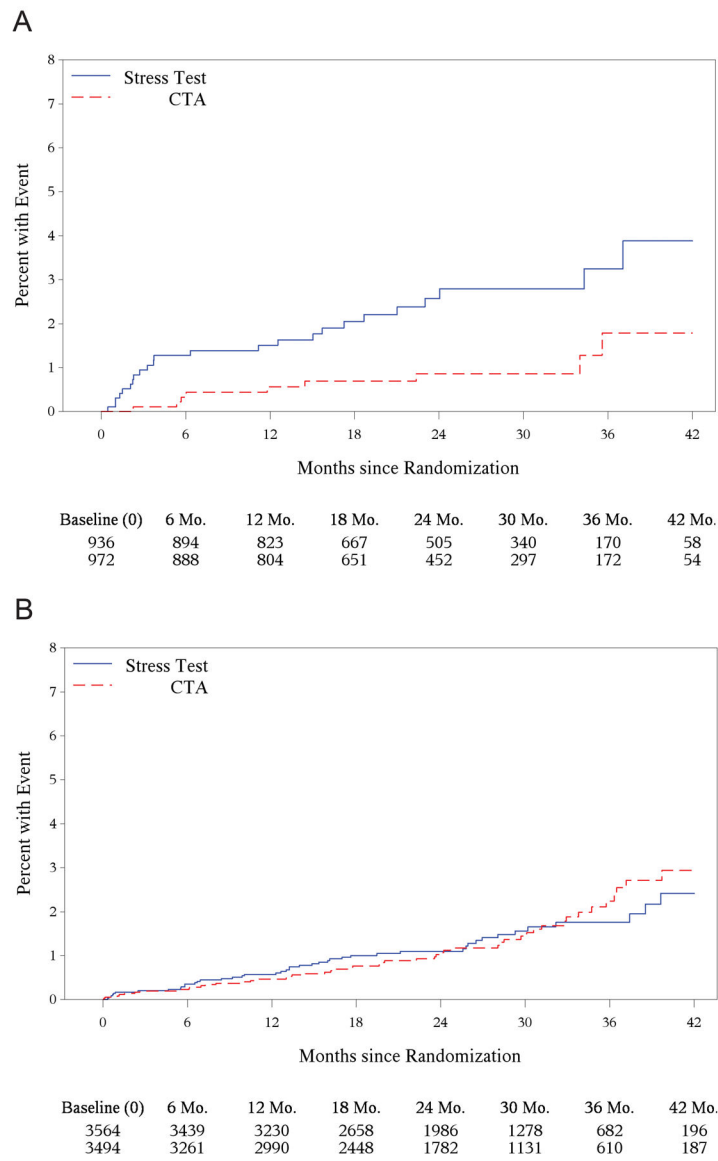 A
8
7
6
5
4
3
2
1
0
Percent with Event
Stress Test
CTA
0 6 12 18 24 30 36 42
Months since Randomization
Baseline (0) 6 Mo. 12 Mo. 18 Mo. 24 Mo. 30 Mo. 36 Mo. 42 Mo.
936 894 823 667 505 340 170 58
972 888 804 651 452 297 172 54
B
8
7
6
5
4
3
2
1
0
Percent with Event
Stress Test
CTA
0 6 12 18 24 30 36 42
Months since Randomization
Baseline (0) 6 Mo. 12 Mo. 18 Mo. 24 Mo. 30 Mo. 36 Mo. 42 Mo.
3564 3439 3230 2658 1986 1278 682 196
3494 3261 2990 2448 1782 1131 610 187